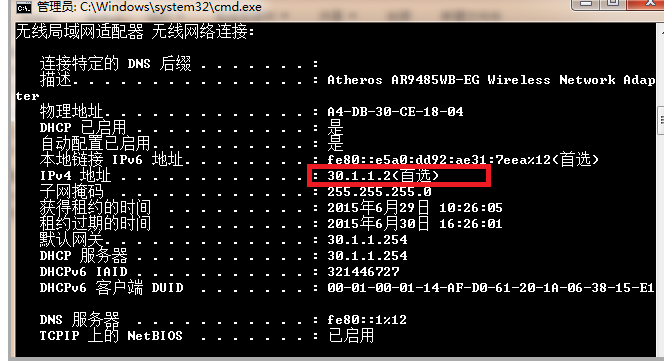 管理员: C:\Windows\system32\cmd.exe
无线局域网适配器 无线网络连接:
连接特定的 DNS 后缀 . . . . . . . :
描述. . . . . . . . . . . . . . . : Atheros AR9485WB-EG Wireless Network Adap
ter
物理地址. . . . . . . . . . . . . : A4-DB-30-CE-18-04
DHCP 已启用 . . . . . . . . . . . : 是
自动配置已启用. . . . . . . . . . : 是
本地链接 IPv6 地址. . . . . . . . : fe80::e5a0:dd92:ae31:7eea%12(首选)
IPv4 地址 . . . . . . . . . . . . : 30.1.1.2(首选)
子网掩码 . . . . . . . . . . . . : 255.255.255.0
获得租约的时间 . . . . . . . . . : 2015年6月29日 10:26:05
租约过期的时间 . . . . . . . . . : 2015年6月30日 16:26:01
默认网关. . . . . . . . . . . . . : 30.1.1.254
DHCP 服务器 . . . . . . . . . . . : 30.1.1.254
DHCPv6 IAID . . . . . . . . . . . : 321446727
DHCPv6 客户端 DUID . . . . . . . : 00-01-00-01-14-AF-D0-61-20-1A-06-38-15-E1
DNS 服务器 . . . . . . . . . . . : fe80::1%12
TCPIP 上的 NetBIOS . . . . . . . : 已启用